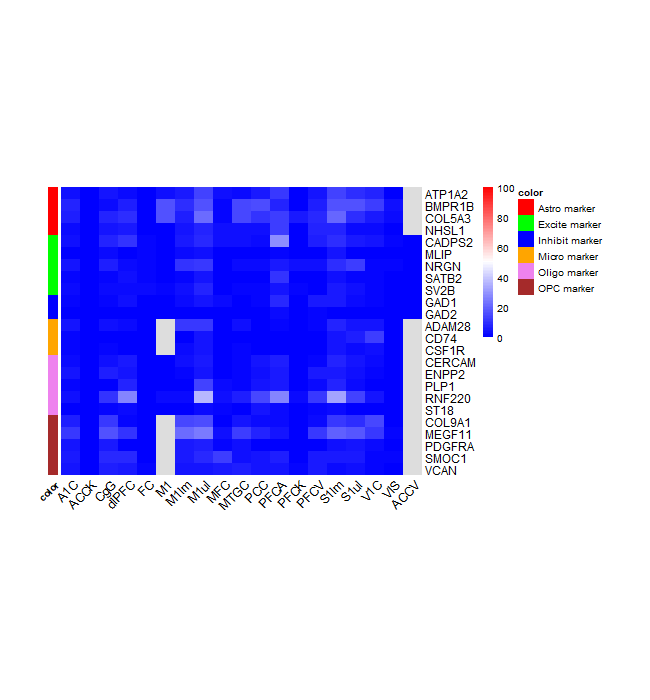 100
80
60
40
20
0
color
Astro marker
Excite marker
Inhibit marker
Micro marker
Oligo marker
OPC marker
ATP1A2
BMPR1B
COL5A3
NHSL1
CADPS2
MLIP
NRGN
SATB2
SV2B
GAD1
GAD2
ADAM28
CD74
CSF1R
CERCAM
ENPP2
PLP1
RNF220
ST18
COL9A1
MEGF11
PDGFRA
SMOC1
VCAN
color
A1C
ACCK
CgG
dlPFC
FC
M1
M1lm
M1ul
MFC
MTGC
PCC
PFCA
PFCK
PFCV
S1lm
S1ul
V1C
VIS
ACCV